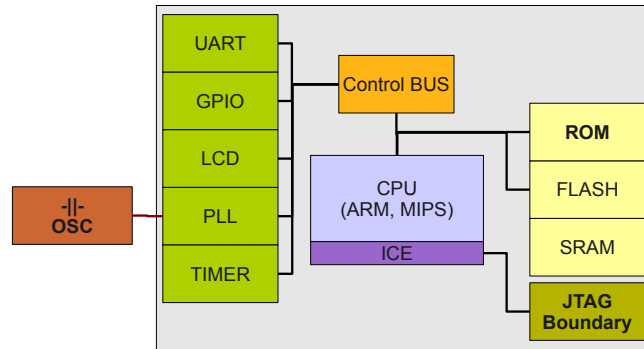 UART
GPIO
LCD
PLL
TIMER
-||-
OSC
Control BUS
CPU
(ARM, MIPS)
ICE
ROM
FLASH
SRAM
JTAG
Boundary